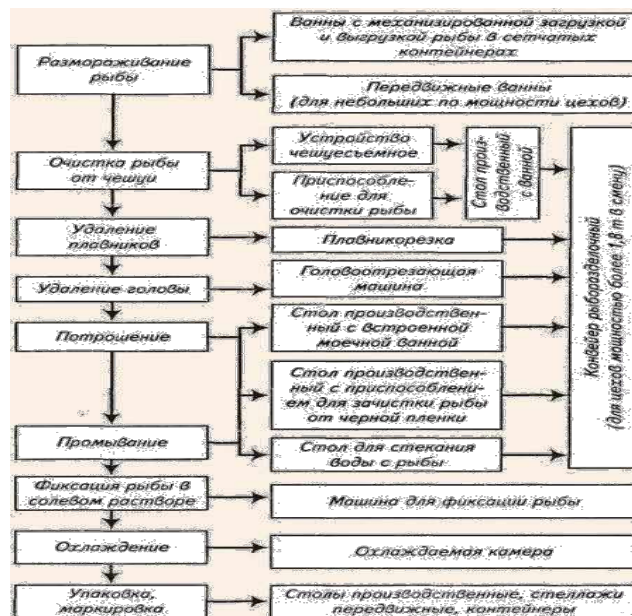 Размораживание
рыбы
Ванны с механизированной загрузкой
и выгрузкой рыбы в сетчатых
контейнерах
Передвижные ванны
(для небольших по мощности цехов)
Очистка рыбы
от чешуи
Устройство
чешуесъемное
Приспособле-
ние для
очистки рыбы
Стол произ-
водственный
с ванной
Конвейер рыборазделочный
(для цехов мощностью более 1,8 т в смену)
Удаление
плавников
Плавникорезка
Удаление головы
Головоотрезающая
машина
Потрошение
Стол производствен-
ный с встроенной
моечной ванной
Стол производствен-
ный с приспособлени-
ем для зачистки рыбы
от черной пленки
Промывание
Стол для стекания
воды с рыбы
Фиксация рыбы в
солевом растворе
Машина для фиксации рыбы
Охлаждение
Охлаждаемая камера
Упаковка,
маркировка
Столы производственные, стеллажи
передвижные, контейнеры